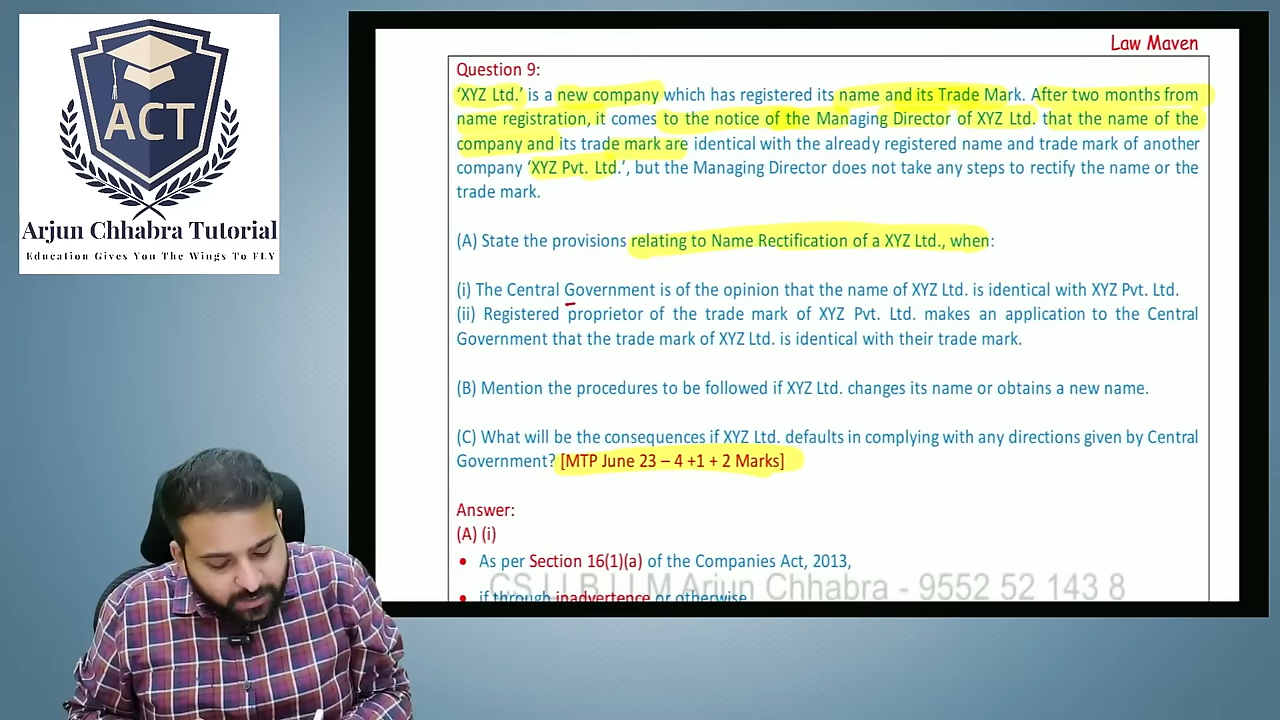 ACT
Arjun Chhabra Tutorial
Education Gives You The Wings To FLY
Law Maven
Question 9:
‘XYZ Ltd.’ is a new company which has registered its name and its Trade Mark. After two months from
name registration, it comes to the notice of the Managing Director of XYZ Ltd. that the name of the
company and its trade mark are identical with the already registered name and trade mark of another
company ‘XYZ Pvt. Ltd.’, but the Managing Director does not take any steps to rectify the name or the
trade mark.
(A) State the provisions relating to Name Rectification of a XYZ Ltd., when:
(i) The Central Government is of the opinion that the name of XYZ Ltd. is identical with XYZ Pvt. Ltd.
(ii) Registered proprietor of the trade mark of XYZ Pvt. Ltd. makes an application to the Central
Government that the trade mark of XYZ Ltd. is identical with their trade mark.
(B) Mention the procedures to be followed if XYZ Ltd. changes its name or obtains a new name.
(C) What will be the consequences if XYZ Ltd. defaults in complying with any directions given by Central
Government? [MTP June 23 – 4 +1 + 2 Marks]
Answer:
(A) (i)
• As per Section 16(1)(a) of the Companies Act, 2013,
CS LLB LLM Arjun Chhabra - 9552 52 143 8
• if through inadvertence or otherwise